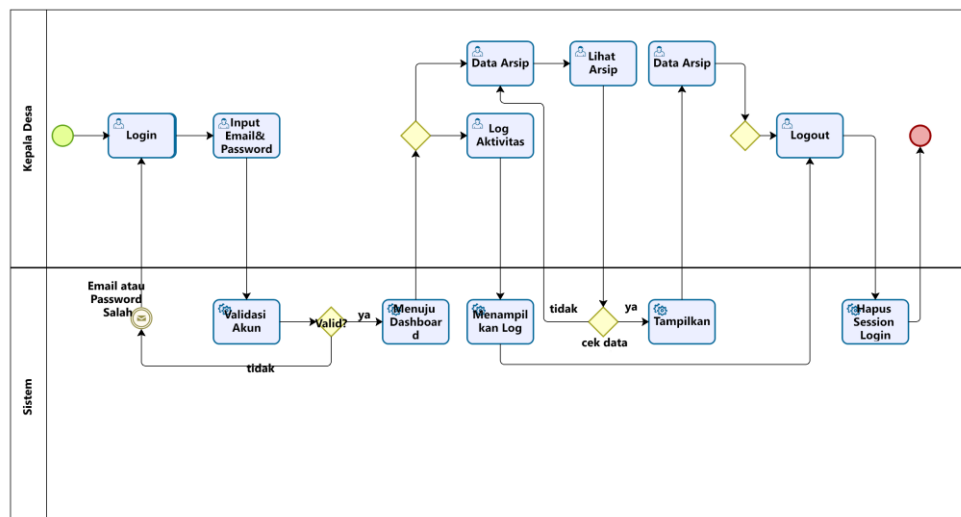 Kepala Desa
Data Arsip
Lihat
Arsip
Data Arsip
Login
Input
Email&
Password
Log
Aktivitas
Logout
Sistem
Email atau
Password
Salah
Validasi
Akun
Valid?
ya
Menuju
Dashboar
d
Menampil
kan Log
tidak
cek data
ya
Tampilkan
Hapus
Session
Login
tidak